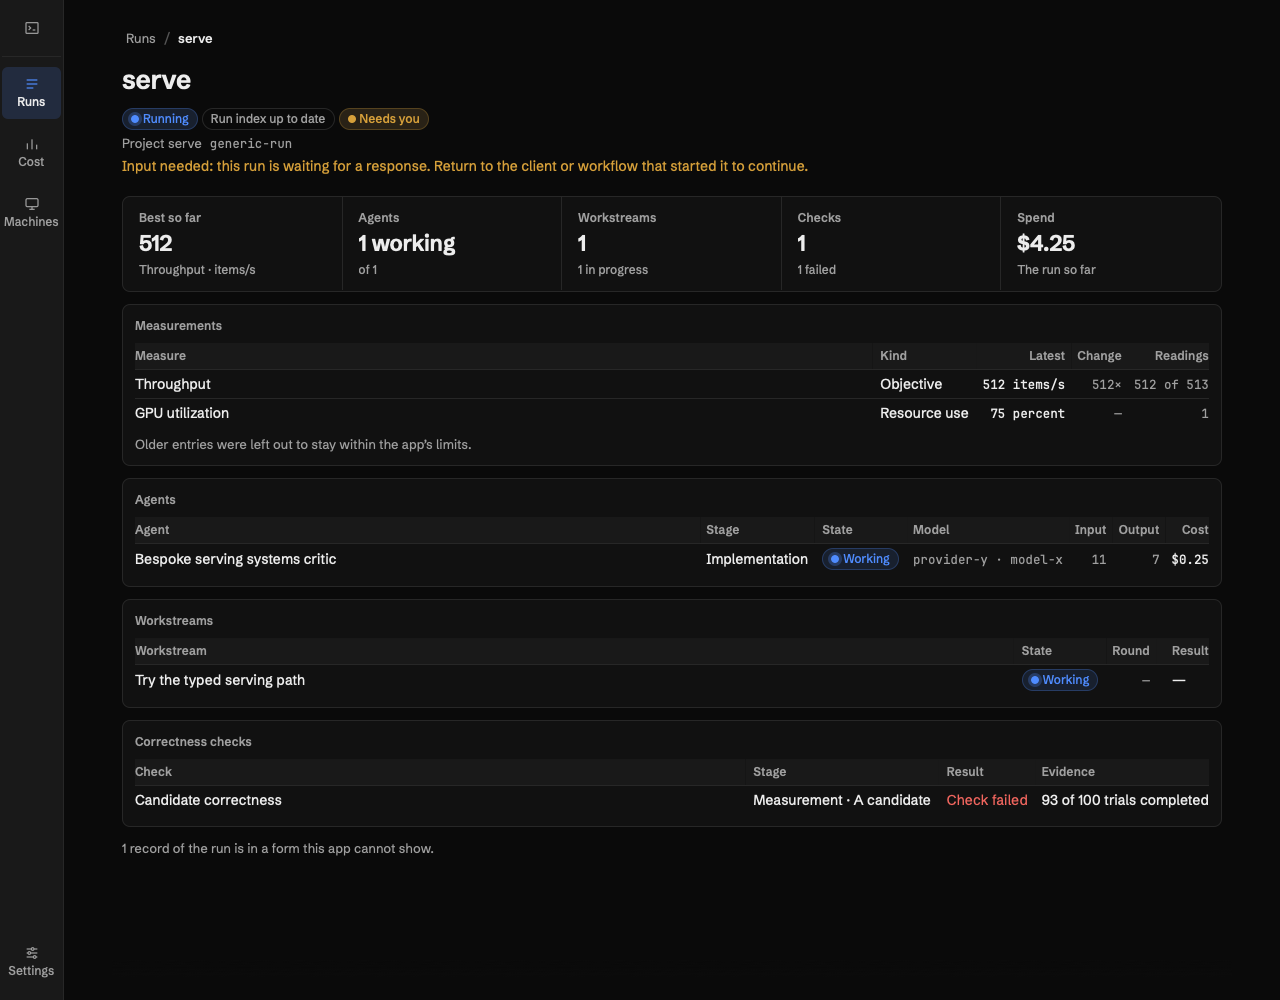 Runs / serve
serve
Running Run index up to date Needs you
Project serve generic-run
Input needed: this run is waiting for a response. Return to the client or workflow that started it to continue.
Runs
Cost
Machines
Best so far Agents Workstreams Checks Spend
512 1 working 1 1 $4.25
Throughput · items/s of 1 1 in progress 1 failed The run so far
Measurements
Measure Kind Latest Change Readings
Throughput Objective 512 items/s 512× 512 of 513
GPU utilization Resource use 75 percent — 1
Older entries were left out to stay within the app’s limits.
Agents
Agent Stage State Model Input Output Cost
Bespoke serving systems critic Implementation Working provider-y · model-x 11 7 $0.25
Workstreams
Workstream State Round Result
Try the typed serving path Working — —
Correctness checks
Check Stage Result Evidence
Candidate correctness Measurement · A candidate Check failed 93 of 100 trials completed
1 record of the run is in a form this app cannot show.
Settings